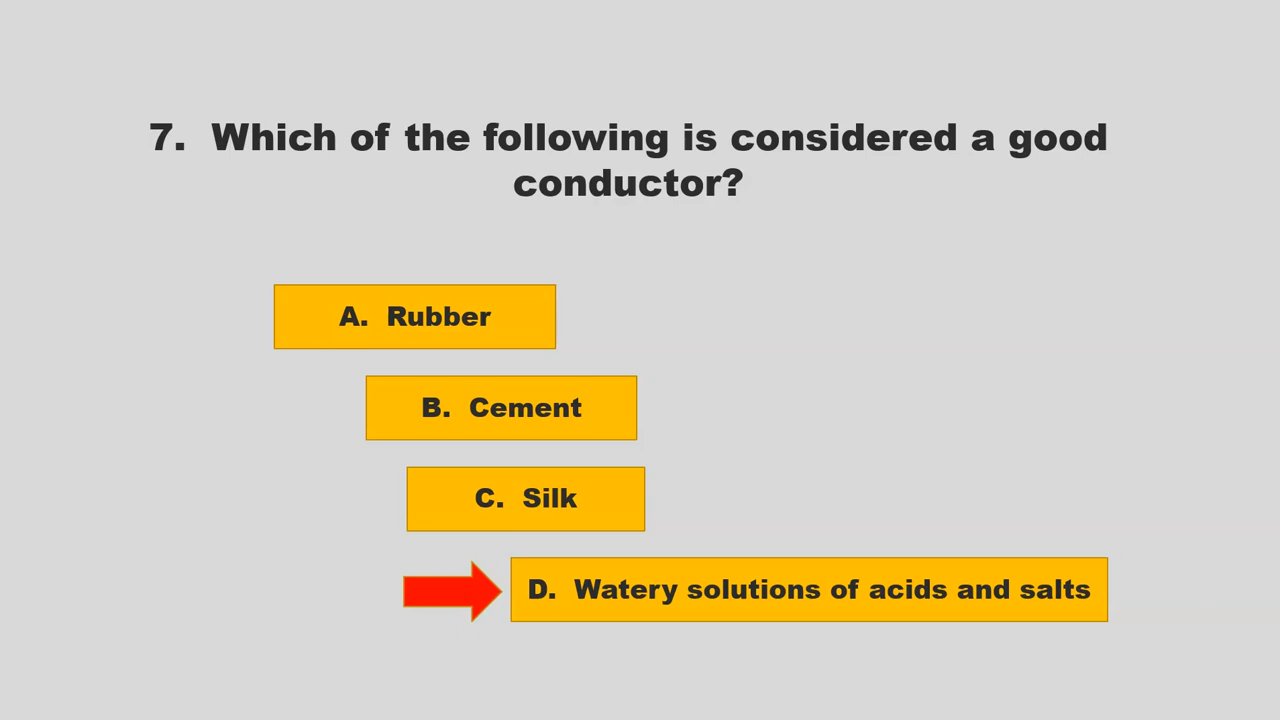 7. Which of the following is considered a good
conductor?
A. Rubber
B. Cement
C. Silk
D. Watery solutions of acids and salts